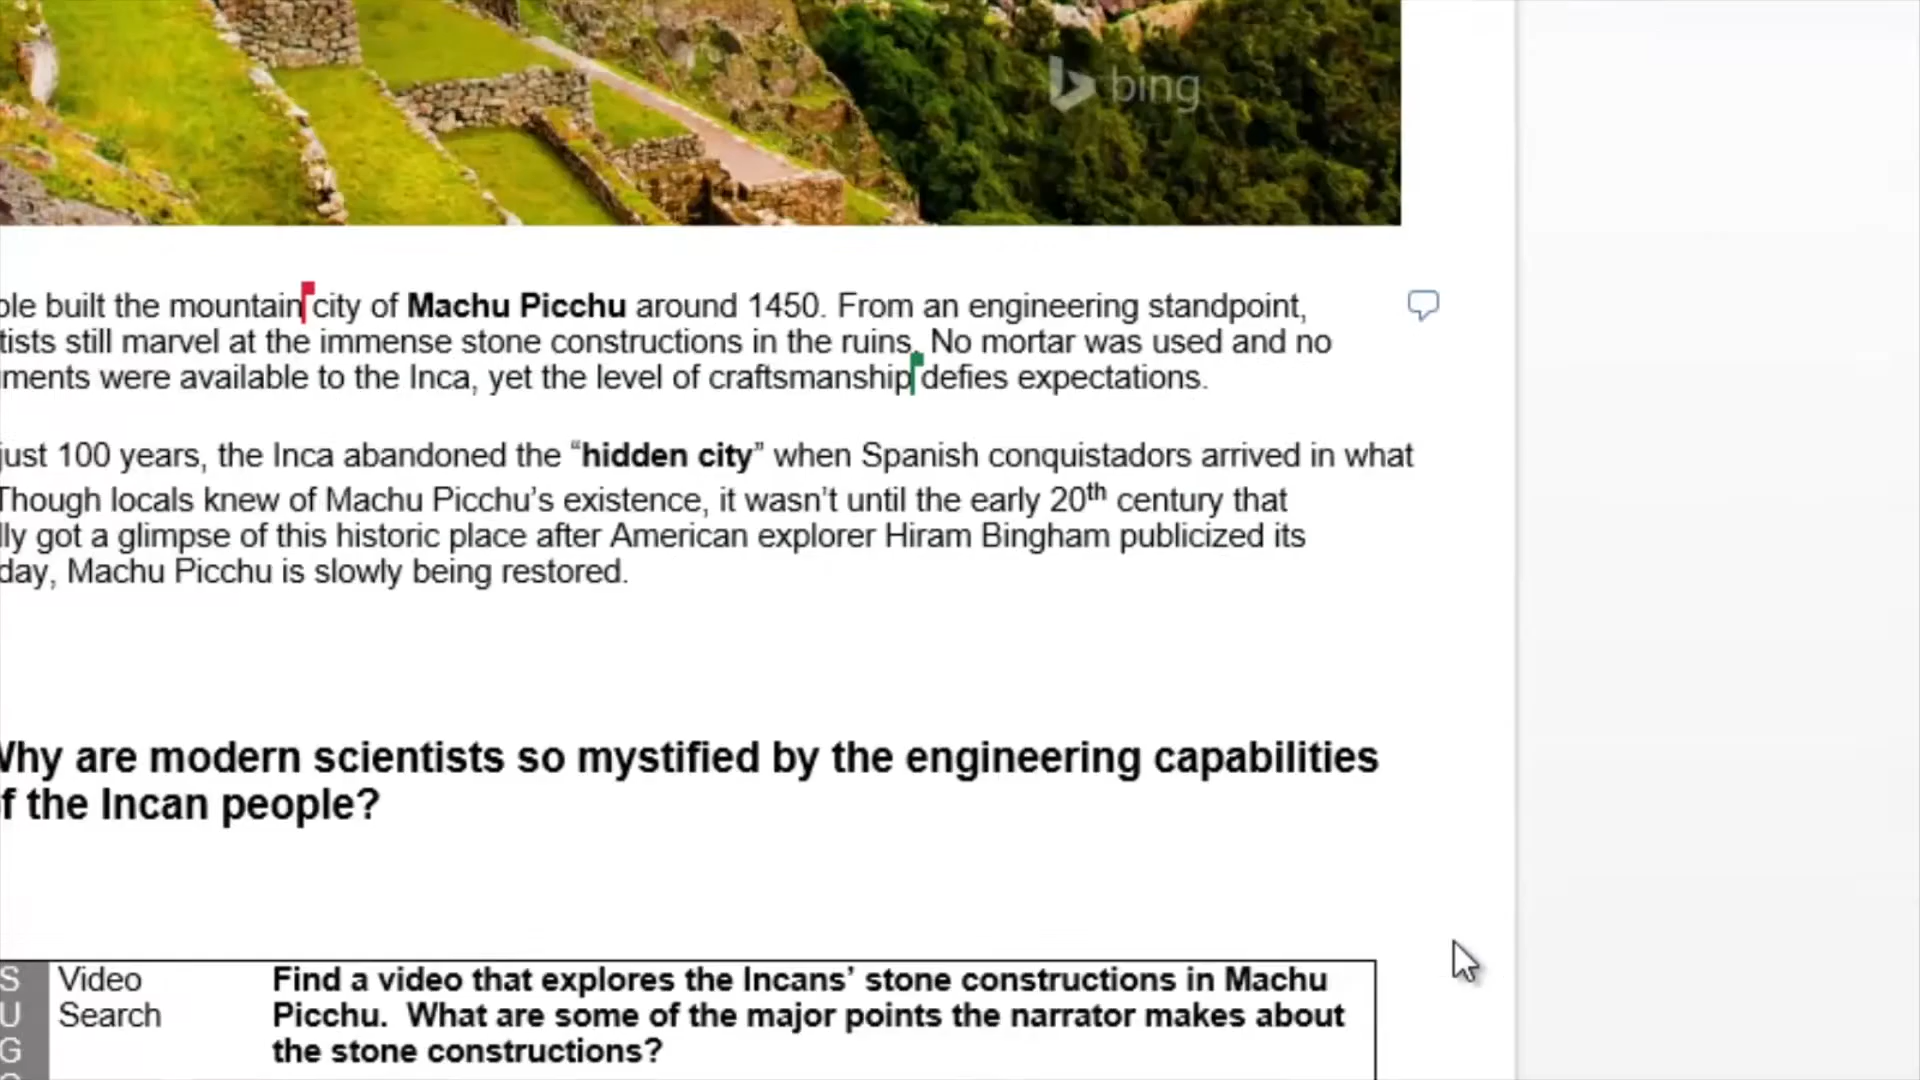 bing
built the mountain city of Machu Picchu around 1450. From an engineering standpoint,
still marvel at the immense stone constructions in the ruins. No mortar was used and no
were available to the Inca, yet the level of craftsmanship defies expectations.
just 100 years, the Inca abandoned the “hidden city” when Spanish conquistadors arrived in what
Though locals knew of Machu Picchu’s existence, it wasn’t until the early 20th century that
got a glimpse of this historic place after American explorer Hiram Bingham publicized its
day, Machu Picchu is slowly being restored.
Why are modern scientists so mystified by the engineering capabilities
of the Incan people?
S Video Find a video that explores the Incans’ stone constructions in Machu
U Search Picchu. What are some of the major points the narrator makes about
G the stone constructions?